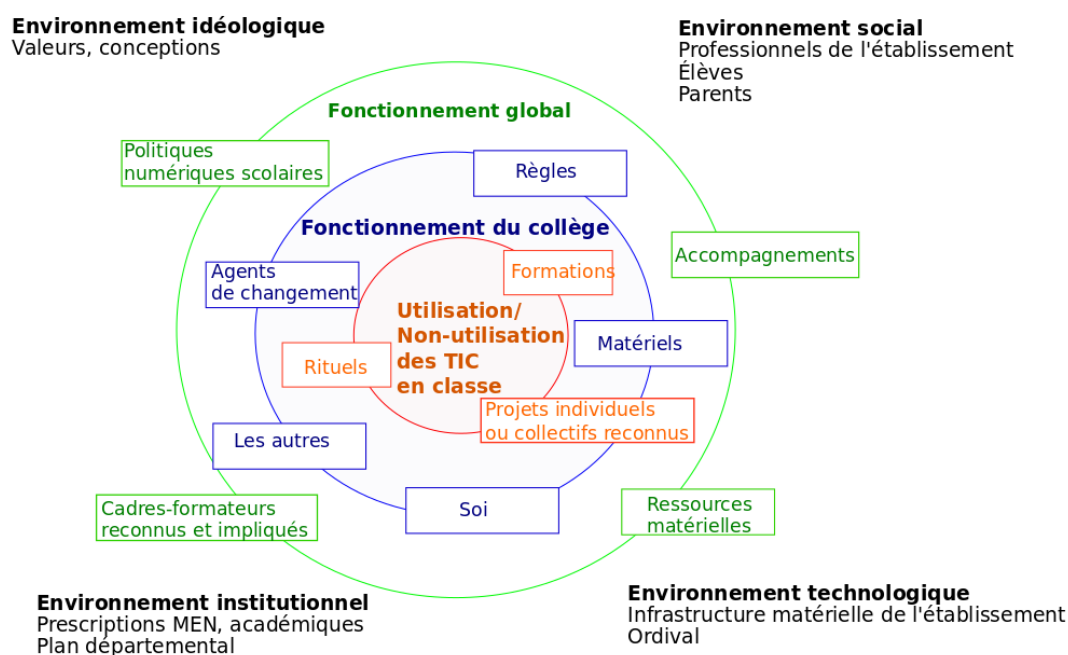 Environnement idéologique
Valeurs, conceptions
Environnement social
Professionnels de l'établissement
Élèves
Parents
Fonctionnement global
Politiques
numériques scolaires
Règles
Fonctionnement du collège
Accompagnements
Agents
de changement
Formations
Utilisation/
Non-utilisation
des TIC
en classe
Matériels
Rituels
Projets individuels
ou collectifs reconnus
Les autres
Cadres-formateurs
reconnus et impliqués
Soi
Ressources
matérielles
Environnement institutionnel
Prescriptions MEN, académiques
Plan départemental
Environnement technologique
Infrastructure matérielle de l'établissement
Ordival